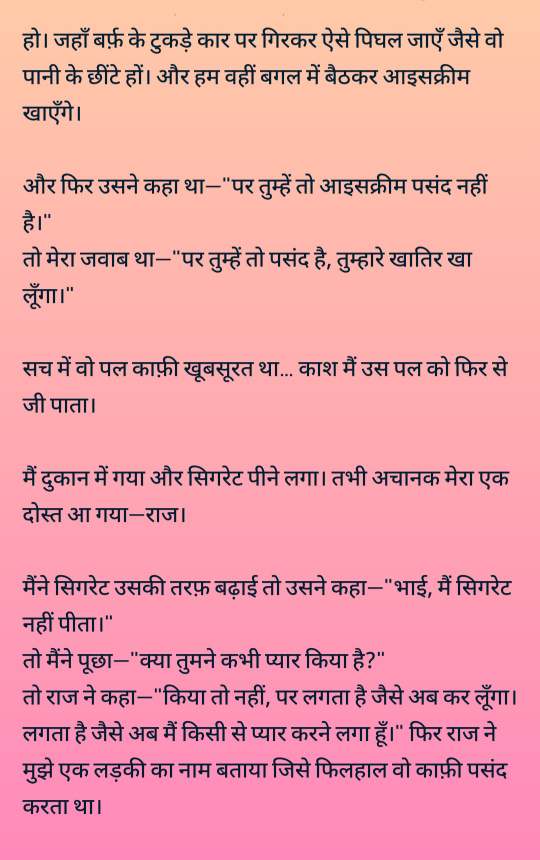 हो। जहाँ बर्फ़ के टुकड़े कार पर गिरकर ऐसे पिघल जाएँ जैसे वो
पानी के छींटे हों। और हम वहीं बगल में बैठकर आइसक्रीम
खाएँगे।
और फिर उसने कहा था—"पर तुम्हें तो आइसक्रीम पसंद नहीं
है।"
तो मेरा जवाब था—"पर तुम्हें तो पसंद है, तुम्हारे खातिर खा
लूँगा।"
सच में वो पल काफ़ी खूबसूरत था... काश मैं उस पल को फिर से
जी पाता।
मैं दुकान में गया और सिगरेट पीने लगा। तभी अचानक मेरा एक
दोस्त आ गया—राज।
मैंने सिगरेट उसकी तरफ़ बढ़ाई तो उसने कहा—"भाई, मैं सिगरेट
नहीं पीता।"
तो मैंने पूछा—"क्या तुमने कभी प्यार किया है?"
तो राज ने कहा—"किया तो नहीं, पर लगता है जैसे अब कर लूँगा।
लगता है जैसे अब मैं किसी से प्यार करने लगा हूँ।" फिर राज ने
मुझे एक लड़की का नाम बताया जिसे फिलहाल वो काफ़ी पसंद
करता था।